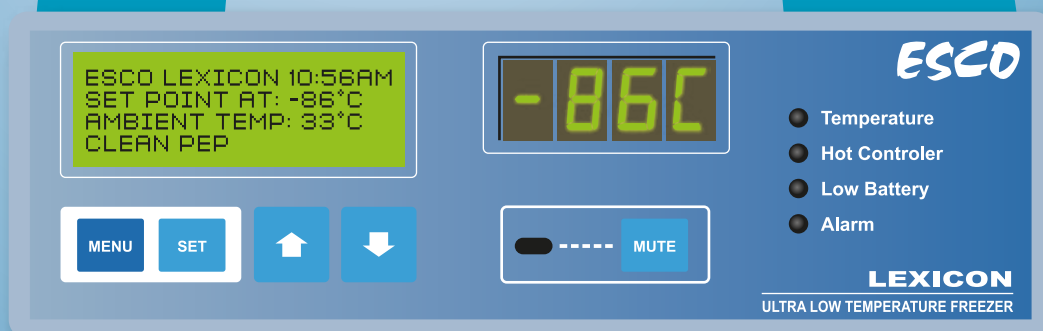 ESCO LEXICON 10:56AM
SET POINT AT: -86°C
AMBIENT TEMP: 33°C
CLEAN PEP
-86C
ESCO
Temperature
Hot Controler
Low Battery
Alarm
MENU
SET
MUTE
LEXICON
ULTRA LOW TEMPERATURE FREEZER